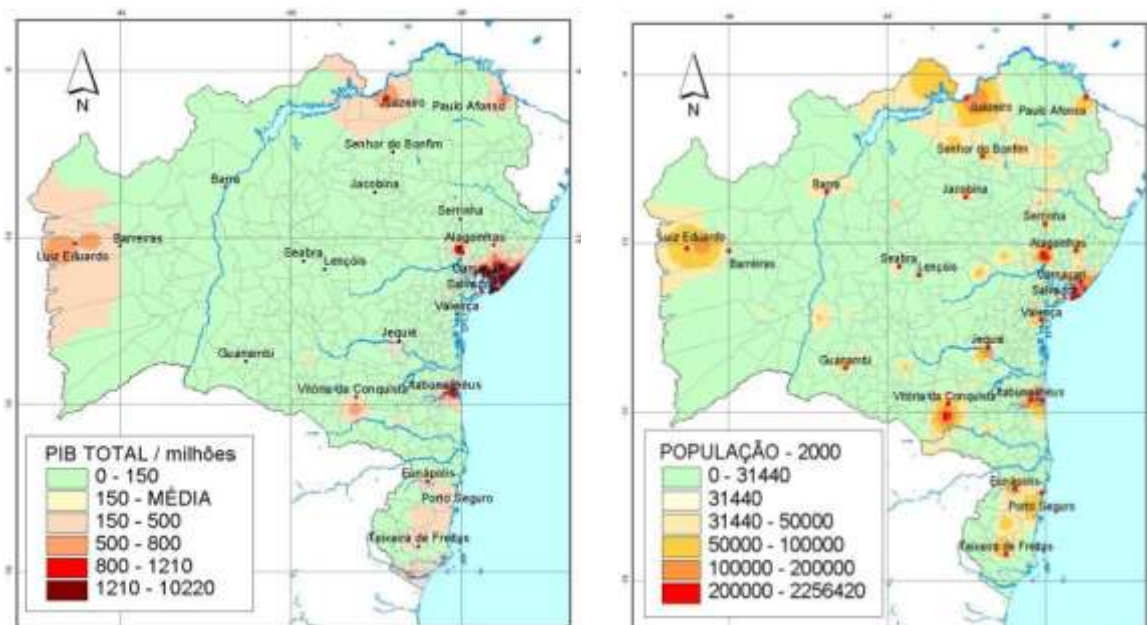 N
Juazeiro
Paulo Afonso
Senhor do Bonfim
Barra
Jacobina
Serrinha
Alagoinhas
Luiz Eduardo
Barreiras
Seabra
Lençóis
Camaçari
Salvador
Valença
Jequié
Guanambi
Vitória da Conquista
Itabuna
Ilhéus
Eunápolis
Porto Seguro
Teixeira de Freitas
PIB TOTAL / milhões
0 - 150
150 - MÉDIA
150 - 500
500 - 800
800 - 1210
1210 - 10220
N
Juazeiro
Paulo Afonso
Senhor do Bonfim
Barra
Jacobina
Serrinha
Luiz Eduardo
Alagoinhas
Barreiras
Seabra
Lençóis
Camaçari
Salvador
Valença
Jequié
Guanambi
Vitória da Conquista
Itabuna
Ilhéus
Eunápolis
Porto Seguro
Teixeira de Freitas
POPULAÇÃO - 2000
0 - 31440
31440
31440 - 50000
50000 - 100000
100000 - 200000
200000 - 2256420